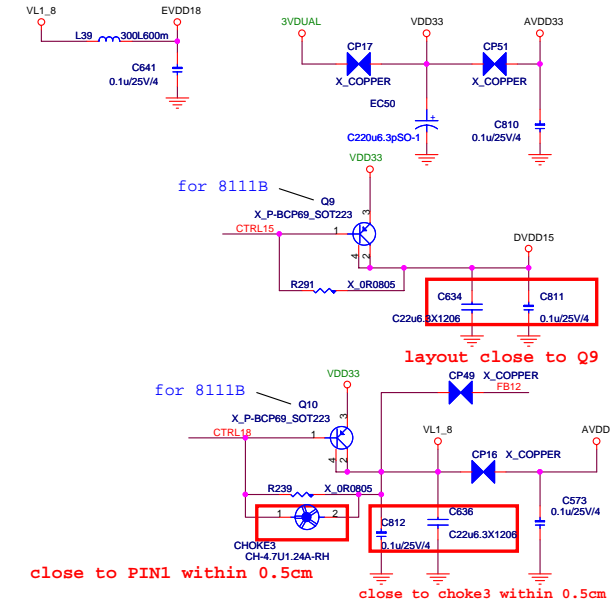 VL1_8
EVDD18
L39
300L600m
C641
0.1u/25V/4
3VDUAL
VDD33
AVDD33
CP17
CP51
X_COPPER
X_COPPER
EC50
C220u6.3pSO-1
C810
0.1u/25V/4
VDD33
for 8111B
Q9
X_P-BCP69_SOT223
3
CTRL15
1
4
2
DVDD15
R291
X_0R0805
C634
C22u6.3X1206
C811
0.1u/25V/4
layout close to Q9
VDD33
CP49
X_COPPER
FB12
for 8111B
Q10
X_P-BCP69_SOT223
3
CTRL18
1
4
2
VL1_8
AVDD
CP16
X_COPPER
R239
X_0R0805
1
2
CHOKE3
CH-4.7U1.24A-RH
C812
0.1u/25V/4
C636
C22u6.3X1206
C573
0.1u/25V/4
close to PIN1 within 0.5cm
close to choke3 within 0.5cm